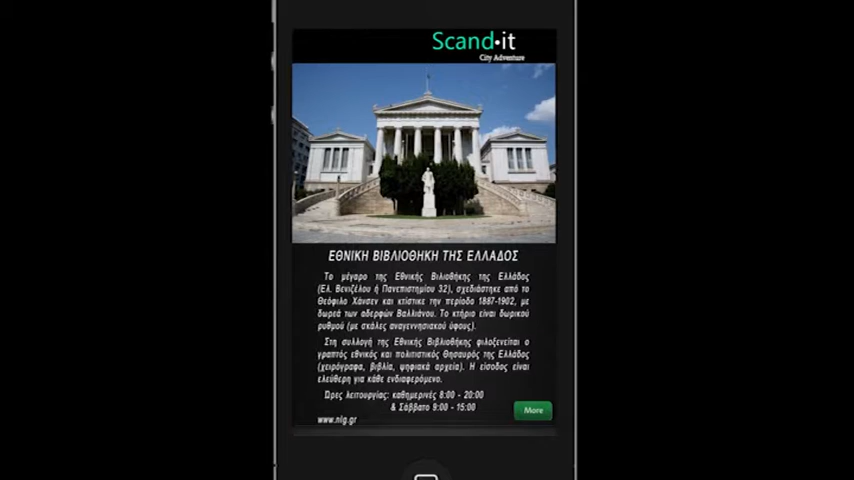 Scand•it
City Adventure
ΕΘΝΙΚΗ ΒΙΒΛΙΟΘΗΚΗ ΤΗΣ ΕΛΛΑΔΟΣ
Το μέγαρο της Εθνικής Βιλιοθήκης της Ελλάδος
(Ελ. Βενιζέλου ή Πανεπιστημίου 32), σχεδιάστηκε από το
Θεόφιλο Χάνσεν και κτίστικε την περίοδο 1887-1902, με
δωρεά των αδερφών Βαλλιάνου. Το κτήριο είναι δωρικού
ρυθμού (με σκάλες αναγεννησιακού ύφους).
Στη συλλογή της Εθνικής Βιβλιοθήκης φιλοξενείται ο
γραπτός εθνικός και πολιτιστικός Θησαυρός της Ελλάδος
(χειρόγραφα, βιβλία, ψηφιακά αρχεία). Η είσοδος είναι
ελεύθερη για κάθε ενδιαφερόμενο.
Ώρες λειτουργίας: καθημερινές 8:00 - 20:00
& Σάββατο 9:00 - 15:00
More
www.nlg.gr